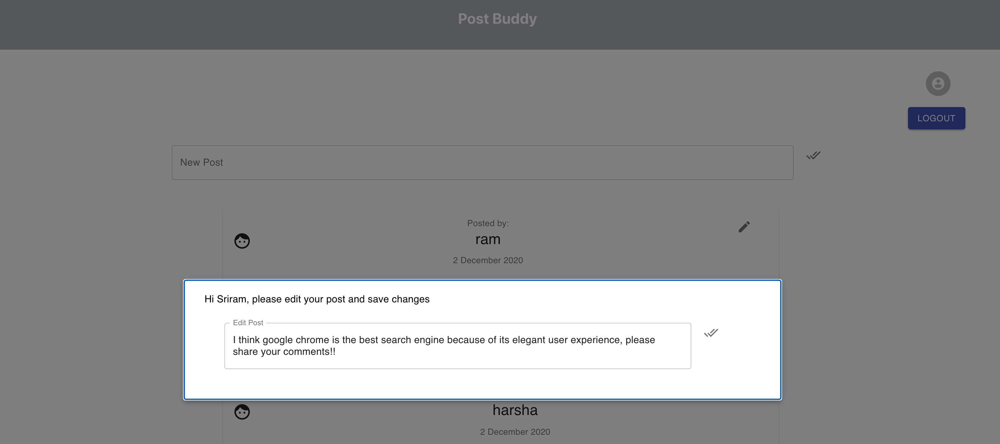 Post Buddy
LOGOUT
New Post
Posted by:
ram
2 December 2020
Hi Sriram, please edit your post and save changes
Edit Post
I think google chrome is the best search engine because of its elegant user experience, please
share your comments!!
harsha
2 December 2020